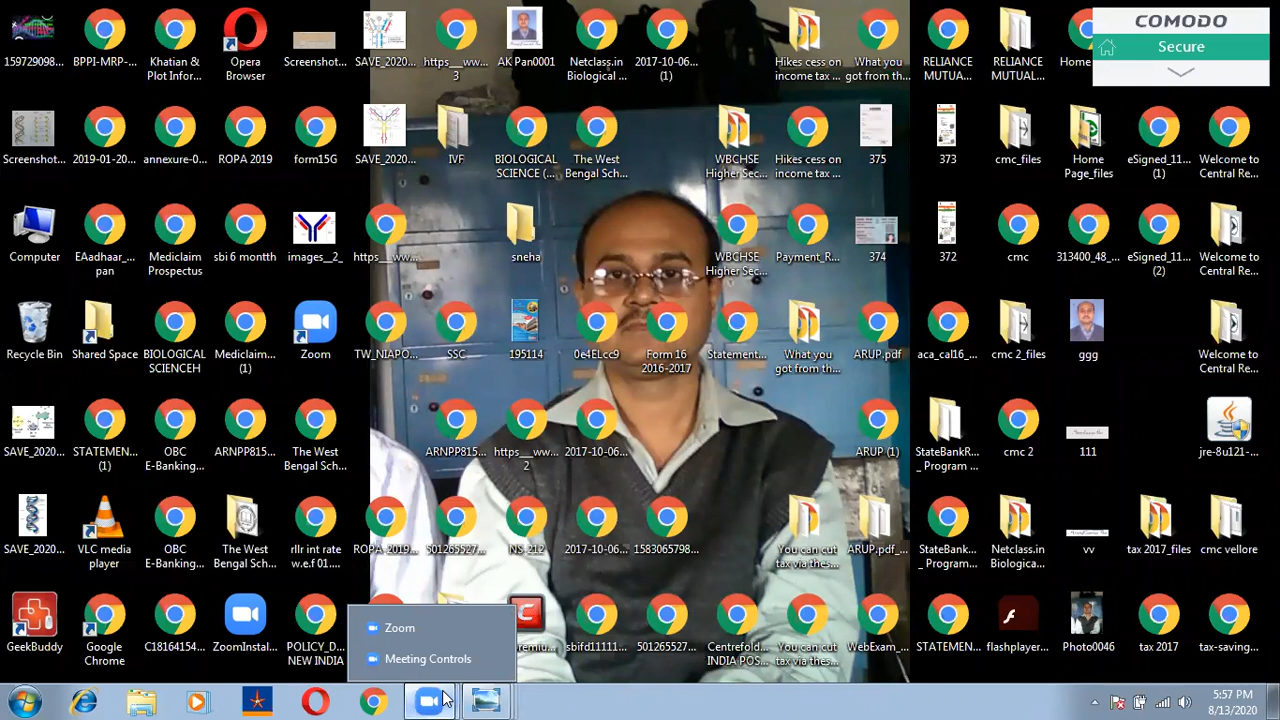 159729098...
BPPI-MRP-...
Khatian &
Plot Infor...
Opera
Browser
Screenshot...
SAVE_2020...
https___ww...
3
AK Pan0001
Netclass.in
Biological ...
2017-10-06...
(1)
Hikes cess on
income tax ...
What you
got from th...
RELIANCE
MUTUA...
RELIANCE
MUTUAL...
Home
COMODO
Secure
Screenshot...
2019-01-20...
annexure-0...
ROPA 2019
form15G
SAVE_2020...
IVF
BIOLOGICAL
SCIENCE (...
The West
Bengal Sch...
WBCHSE
Higher Sec...
Hikes cess on
income tax ...
375
373
cmc_files
Home
Page_files
eSigned_11...
(1)
Welcome to
Central Re...
Computer
EAadhaar_...
pan
Mediclaim
Prospectus
sbi 6 montth
images__2_
https___ww...
sneha
WBCHSE
Higher Sec...
Payment_R...
374
372
cmc
313400_48_...
eSigned_11...
(2)
Welcome to
Central Re...
Recycle Bin
Shared Space
BIOLOGICAL
SCIENCEH
Mediclaim...
(1)
Zoom
TW_NIAPO...
SSC
195114
0e4ELcc9
Form 16
2016-2017
Statement...
What you
got from th...
ARUP.pdf
aca_cal16_...
cmc 2_files
ggg
Welcome to
Central Re...
SAVE_2020...
STATEMEN...
(1)
OBC
E-Banking...
ARNPP815...
The West
Bengal Sch...
ARNPP815...
https___ww...
2
2017-10-06...
ARUP (1)
StateBankR...
_ Program ...
cmc 2
111
jre-8u121-...
SAVE_2020...
VLC media
player
OBC
E-Banking...
The West
Bengal Sch...
rllr int rate
w.e.f 01....
ROPA-2019...
501265527...
NS-212
2017-10-06...
1583065798...
You can cut
tax via thes...
ARUP.pdf_...
StateBank...
_ Program...
Netclass.in
Biologica...
vv
tax 2017_files
cmc vellore
GeekBuddy
Google
Chrome
C18164154...
ZoomInstal...
POLICY_D...
NEW INDIA
sbifd11111...
501265527...
Centrefold...
INDIA POS...
You can cut
tax via thes...
WebExam_...
STATEMEN...
flashplayer...
Photo0046
tax 2017
tax-saving...
Zoom
Meeting Controls
5:57 PM
8/13/2020